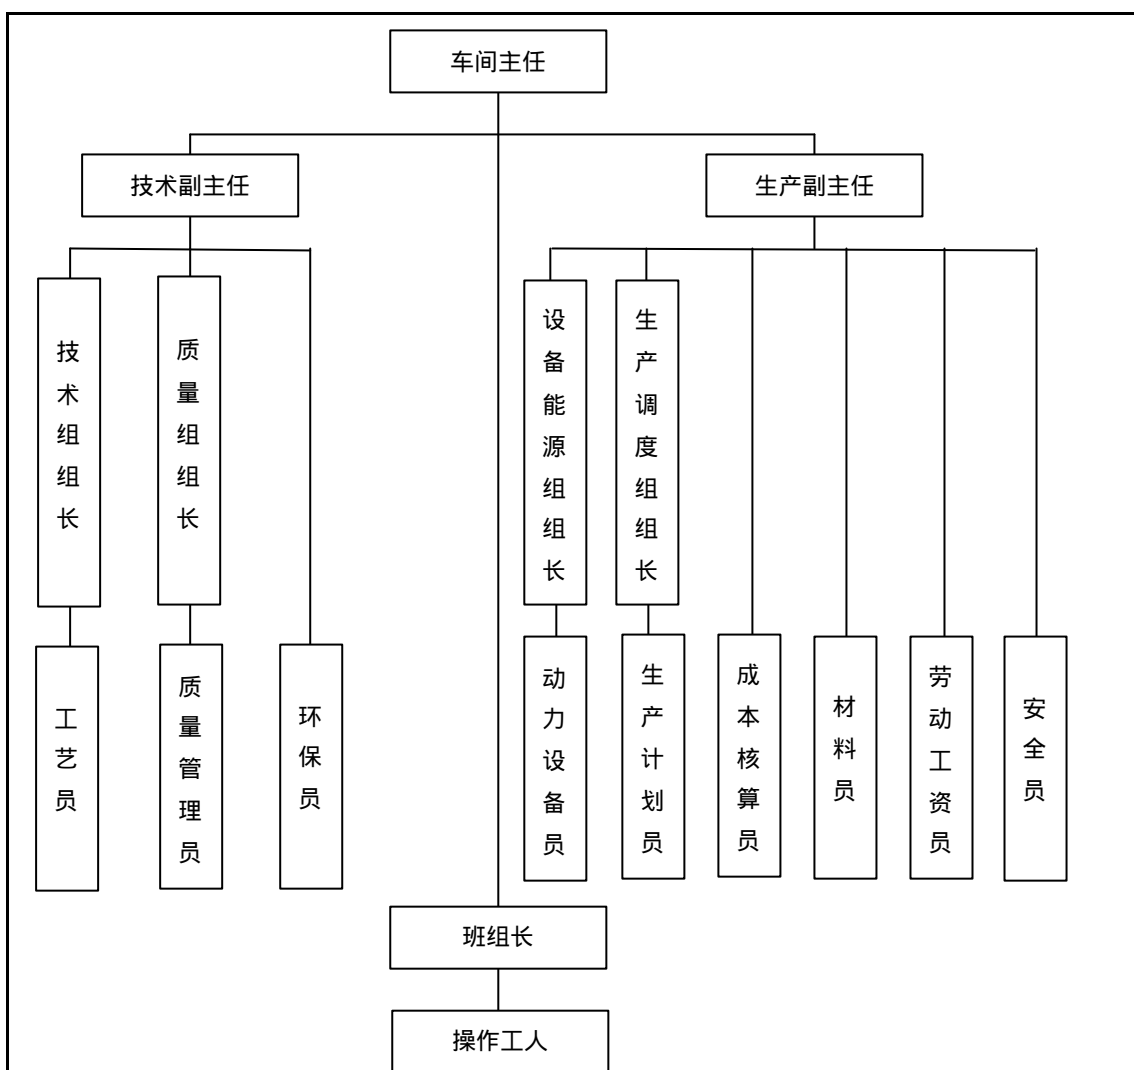 车间主任
技术副主任
生产副主任
技术组组长
质量组组长
设备能源组组长
生产调度组组长
工艺员
质量管理员
环保员
动力设备员
生产计划员
成本核算员
材料员
劳动工资员
安全员
班组长
操作工人